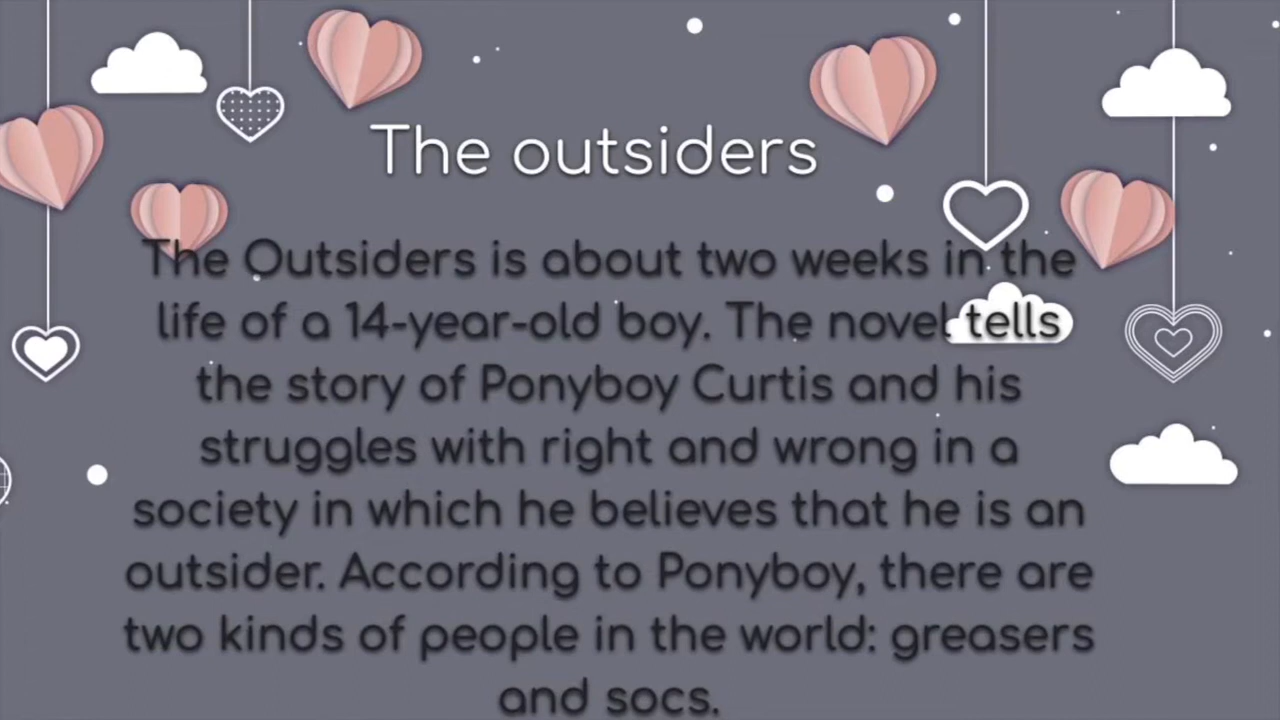 The outsiders
The Outsiders is about two weeks in the
life of a 14-year-old boy. The novel tells
the story of Ponyboy Curtis and his
struggles with right and wrong in a
society in which he believes that he is an
outsider. According to Ponyboy, there are
two kinds of people in the world: greasers
and socs.